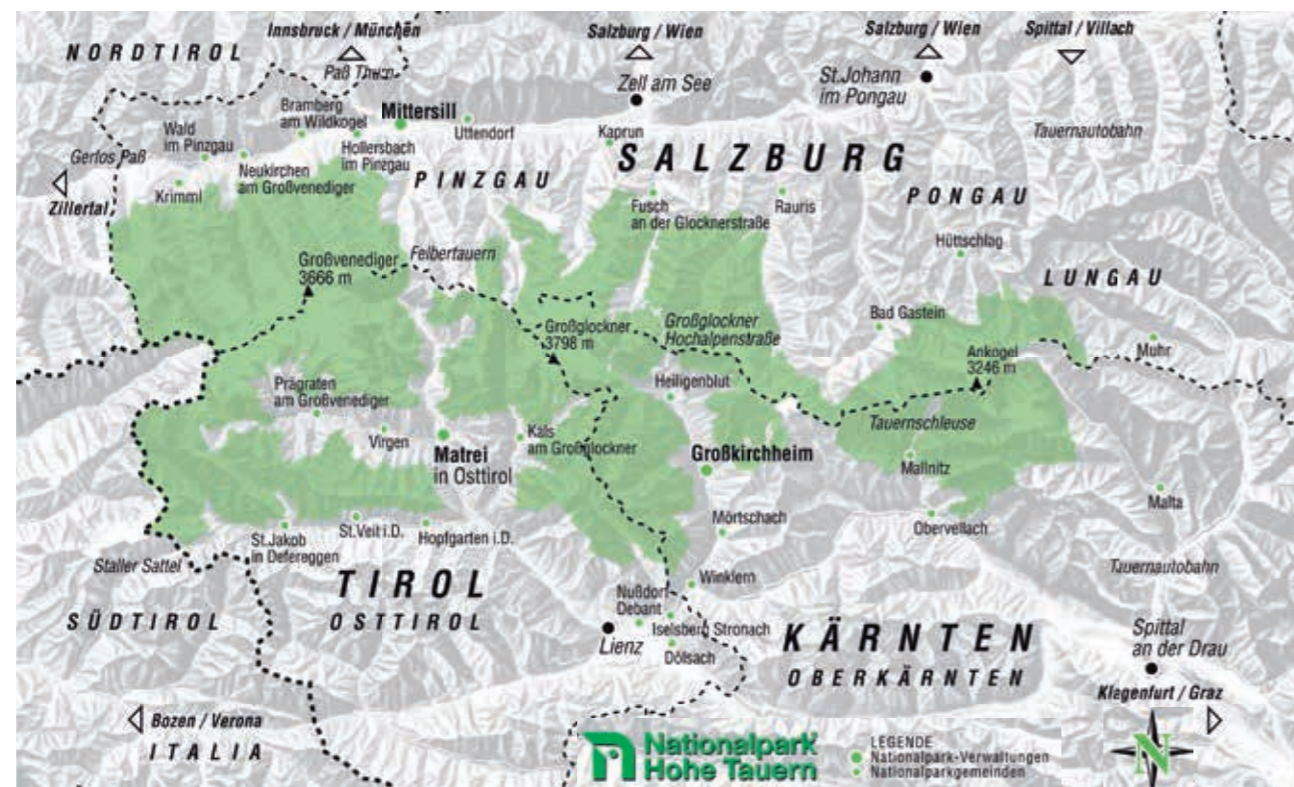 Innsbruck / München
Salzburg / Wien
Salzburg / Wien
Spittal / Villach
NORDTIROL
Paß Thurn
Zell am See
St.Johann
im Pongau
Bramberg
am Wildkogel
Mittersill
Uttendorf
Kaprun
Tauernautobahn
Wald
im Pinzgau
Hollersbach
im Pinzgau
SALZBURG
Gerlos Paß
Neukirchen
am Großvenediger
PINZGAU
Zillertal
Krimml
Fusch
an der Glocknerstraße
Rauris
PONGAU
Hüttschlag
Großvenediger
3666 m
Felbertauern
LUNGAU
Bad Gastein
Großglockner
3798 m
Großglockner
Hochalpenstraße
Ankogel
3246 m
Muhr
Prägraten
am Großvenediger
Heiligenblut
Virgen
Matrei
in Osttirol
Kals
am Großglockner
Tauernschleuse
Großkirchheim
Mallnitz
Malta
St.Jakob
in Defereggen
St.Veit i.D.
Hopfgarten i.D.
Mörtschach
Obervellach
Staller Sattel
TIROL
OSTTIROL
Winklern
Tauernautobahn
SÜDTIROL
Nußdorf
Debant
Iselsberg Stronach
Lienz
Dölsach
KÄRNTEN
OBERKÄRNTEN
Spittal
an der Drau
Klegenfurt / Graz
Bozen / Verona
ITALIA
Nationalpark
Hohe Tauern
LEGENDE
Nationalpark-Verwaltungen
Nationalparkgemeinden
N